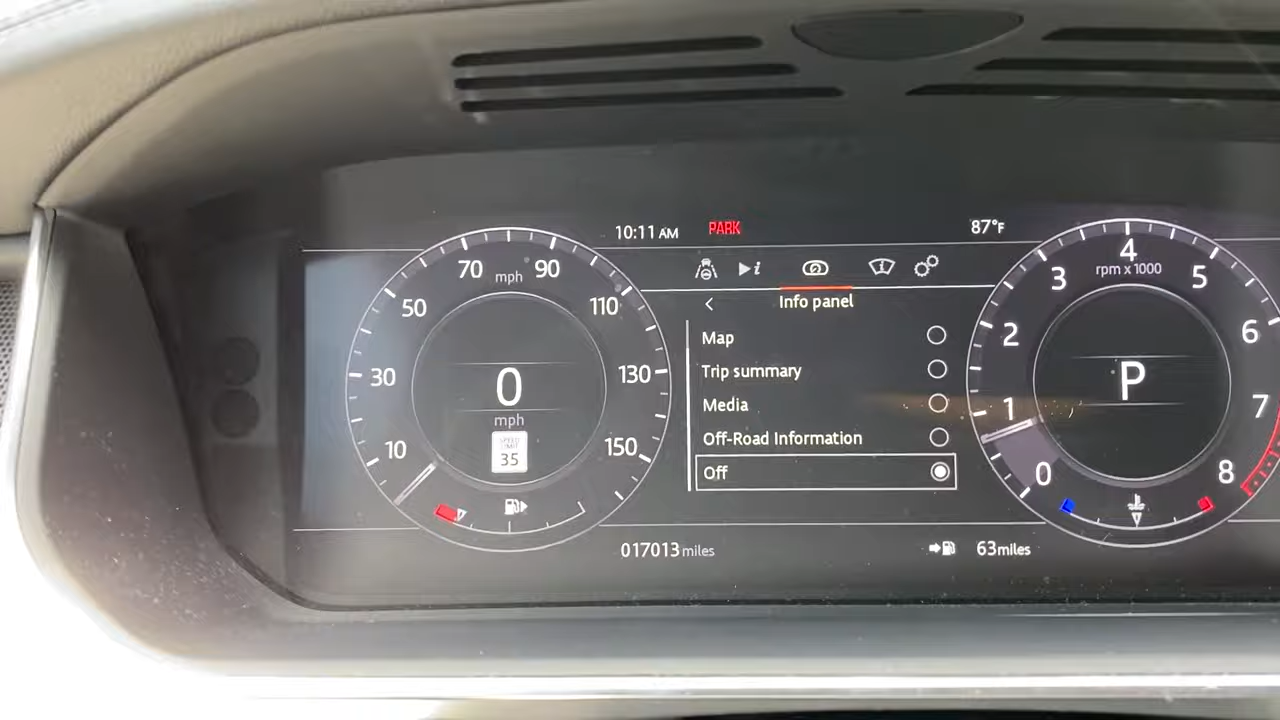 10:11 AM PARK 87°F
i
Info panel
Map
Trip summary
Media
Off-Road Information
Off
10
30
50
70
90
110
130
150
mph
0
mph
SPEED
LIMIT
35
0
1
2
3
4
5
6
7
8
rpm x 1000
P
017013 miles
63 miles